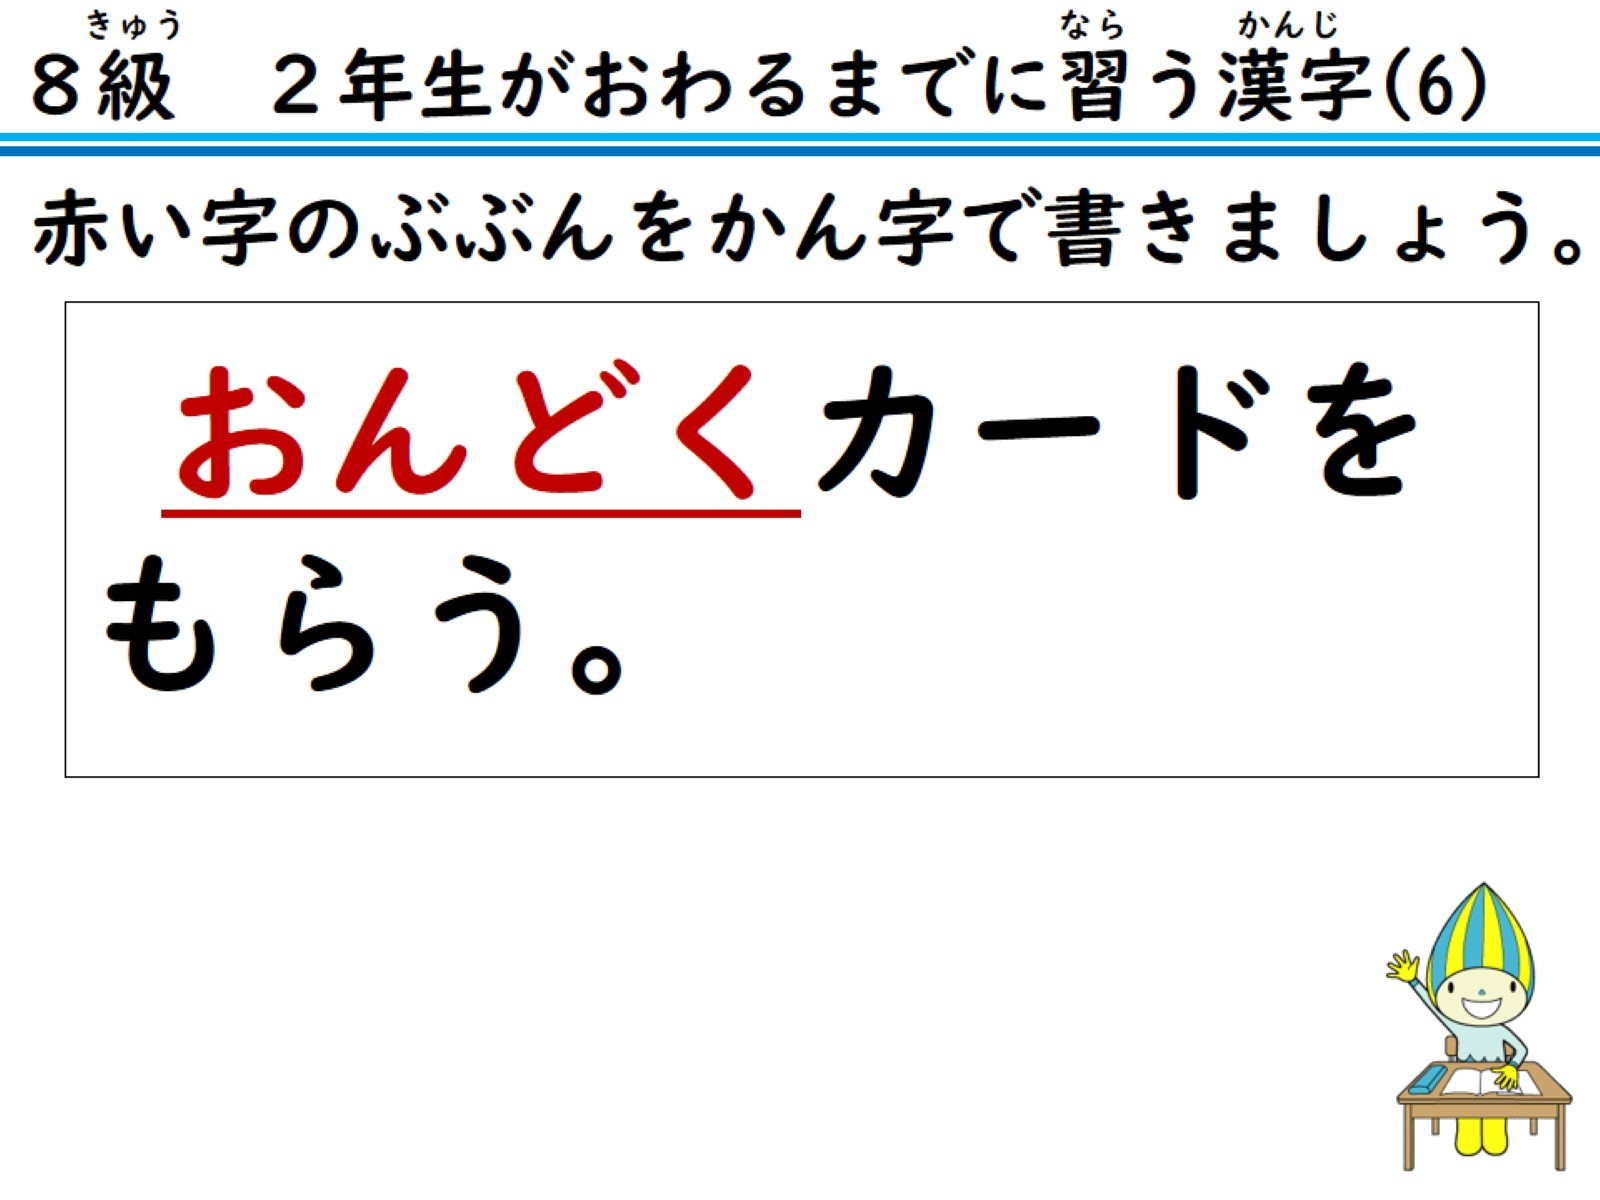 きゅう なら かんじ
８級　２年生がおわるまでに習う漢字(6)
赤い字のぶぶんをかん字で書きましょう。
おんどくカードを
もらう。